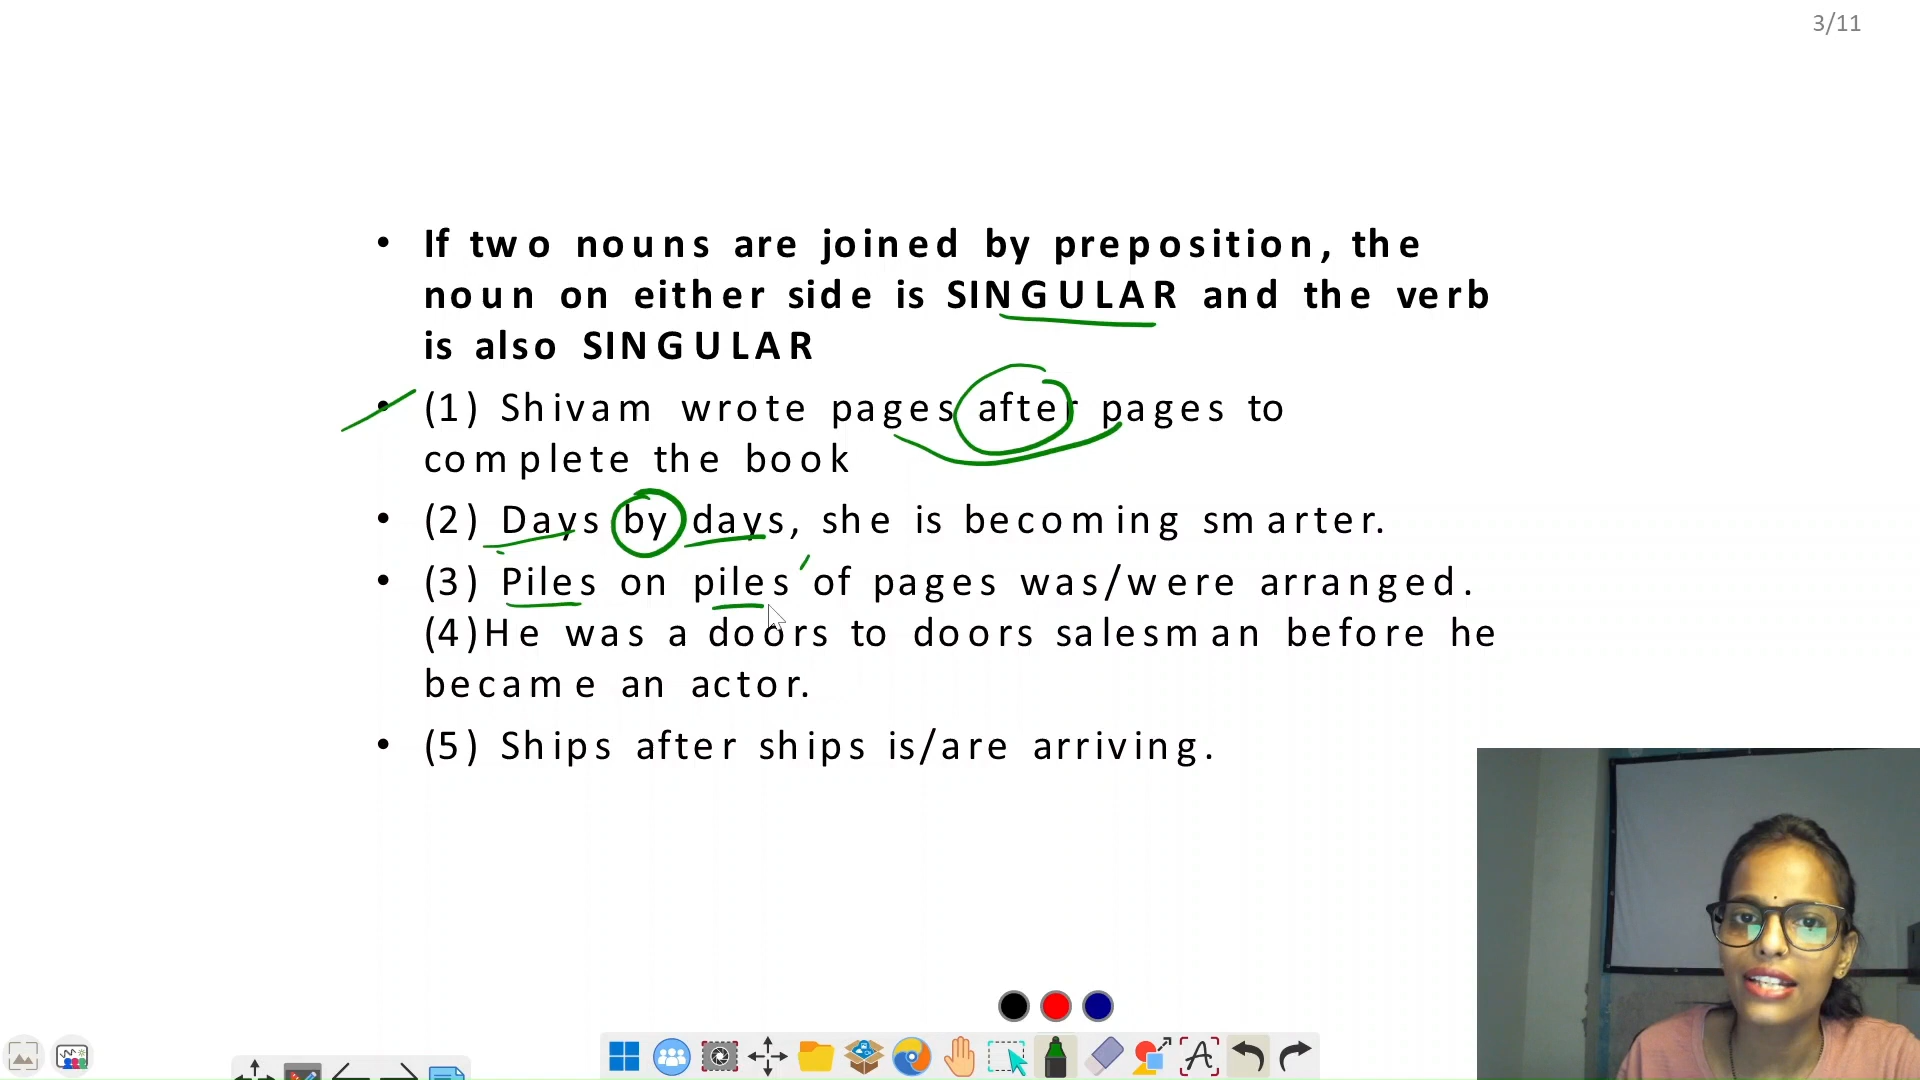 3/11
• If two nouns are joined by preposition, the
noun on either side is SINGULAR and the verb
is also SINGULAR
• (1) Shivam wrote pages after pages to
complete the book
• (2) Days by days, she is becoming smarter.
• (3) Piles on piles of pages was/were arranged.
(4)He was a doors to doors salesman before he
became an actor.
• (5) Ships after ships is/are arriving.